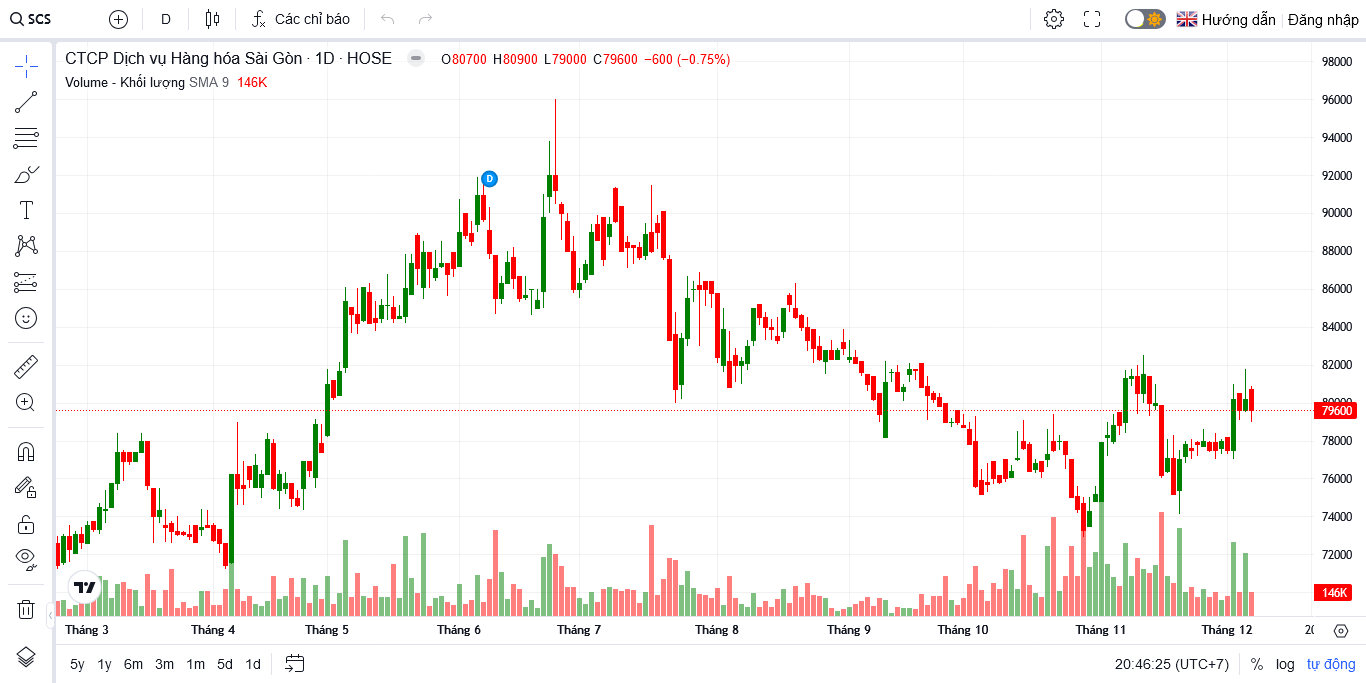 SCS D Các chỉ báo Hướng dẫn Đăng nhập
CTCP Dịch vụ Hàng hóa Sài Gòn · 1D · HOSE O80700 H80900 L79000 C79600 −600 (−0.75%)
Volume - Khối lượng SMA 9 146K
98000
96000
94000
92000
D
90000
88000
86000
84000
82000
80000
79600
78000
76000
74000
72000
146K
Tháng 3 Tháng 4 Tháng 5 Tháng 6 Tháng 7 Tháng 8 Tháng 9 Tháng 10 Tháng 11 Tháng 12
5y 1y 6m 3m 1m 5d 1d 20:46:25 (UTC+7) % log tự động